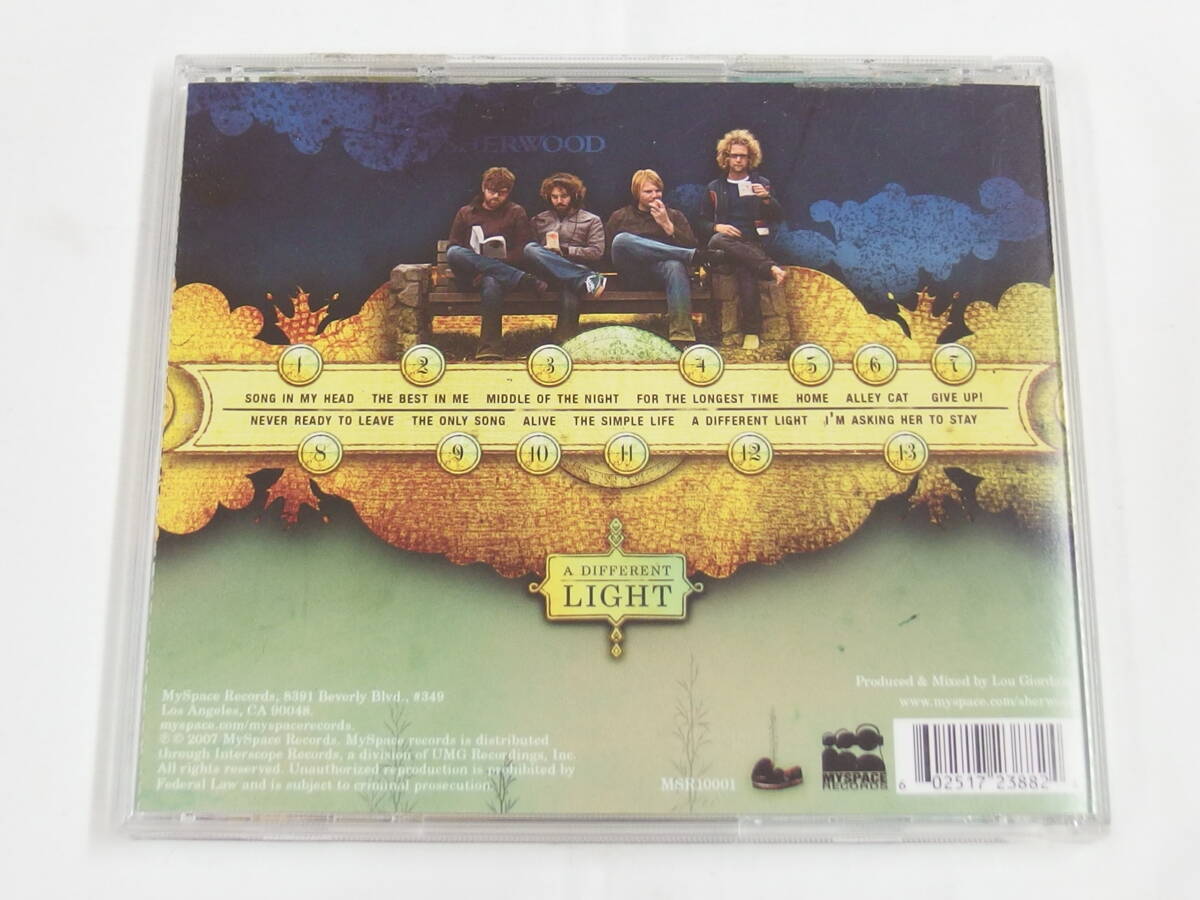 SHERWOOD
1 2 3 4 5 6 7
SONG IN MY HEAD THE BEST IN ME MIDDLE OF THE NIGHT FOR THE LONGEST TIME HOME ALLEY CAT GIVE UP!
NEVER READY TO LEAVE THE ONLY SONG ALIVE THE SIMPLE LIFE A DIFFERENT LIGHT I'M ASKING HER TO STAY
8 9 10 11 12 13
A DIFFERENT
LIGHT
MySpace Records, 8391 Beverly Blvd., #349
Los Angeles, CA 90048.
myspace.com/myspacerecords.
℗ © 2007 MySpace Records. MySpace records is distributed
through Interscope Records, a division of UMG Recordings, Inc.
All rights reserved. Unauthorized reproduction is prohibited by
Federal Law and is subject to criminal prosecution.
MSR10001
Produced & Mixed by Lou
www.myspace.com/sherwoo
MYSPACE
RECORDS
6 02517 23882